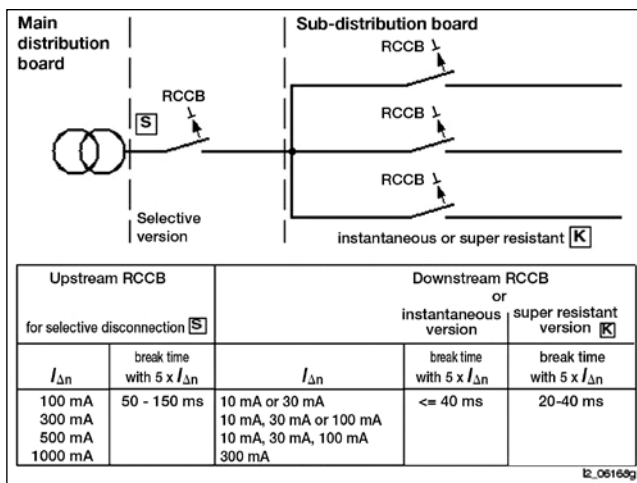 Main distribution board
Sub-distribution board
RCCB
RCCB
S
RCCB
RCCB
Selective version
instantaneous or super resistant K
Upstream RCCB
for selective disconnection S
Downstream RCCB
or
instantaneous version
super resistant version K
IΔn
break time with 5 x IΔn
IΔn
break time with 5 x IΔn
break time with 5 x IΔn
100 mA 50 - 150 ms 10 mA or 30 mA <= 40 ms 20-40 ms
300 mA 10 mA, 30 mA or 100 mA
500 mA 10 mA, 30 mA, 100 mA
1000 mA 300 mA
I2_06168g